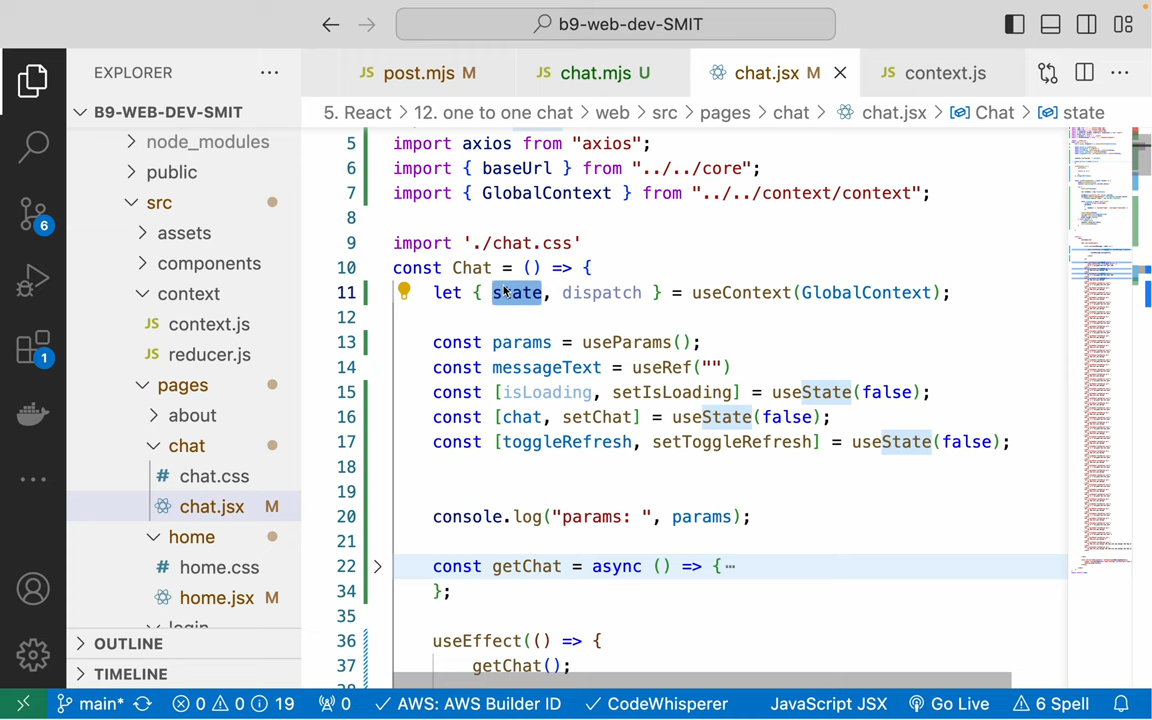 b9-web-dev-SMIT
EXPLORER
JS post.mjs M
JS chat.mjs U
chat.jsx M
JS context.js
B9-WEB-DEV-SMIT
5. React > 12. one to one chat > web > src > pages > chat > chat.jsx > Chat > state
node_modules
public
src
assets
components
context
JS context.js
JS reducer.js
pages
about
chat
# chat.css
chat.jsx M
home
# home.css
home.jsx M
login
OUTLINE
TIMELINE
6
1
5 import axios from "axios";
6 import { baseUrl } from "../../core";
7 import { GlobalContext } from "../../context/context";
8
9 import './chat.css'
10 const Chat = () => {
11 let { state, dispatch } = useContext(GlobalContext);
12
13 const params = useParams();
14 const messageText = useRef("")
15 const [isLoading, setIsLoading] = useState(false);
16 const [chat, setChat] = useState(false);
17 const [toggleRefresh, setToggleRefresh] = useState(false);
18
19
20 console.log("params: ", params);
21
22 const getChat = async () => {⋯
34 };
35
36 useEffect(() => {
37 getChat();
main* 0 0 19 0 AWS: AWS Builder ID CodeWhisperer JavaScript JSX Go Live 6 Spell